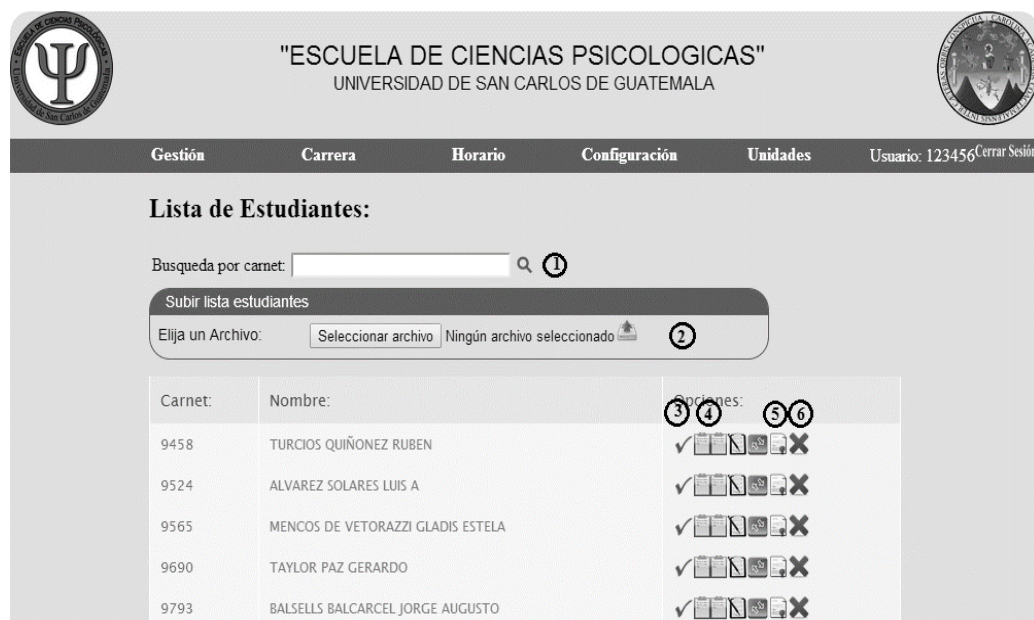 "ESCUELA DE CIENCIAS PSICOLOGICAS"
UNIVERSIDAD DE SAN CARLOS DE GUATEMALA
Gestión Carrera Horario Configuración Unidades Usuario: 123456 Cerrar Sesión
Lista de Estudiantes:
Busqueda por carnet: 1
Subir lista estudiantes
Elija un Archivo: Seleccionar archivo Ningún archivo seleccionado 2
Carnet: Nombre: Opciones:
3 4 5 6
9458 TURCIOS QUIÑONEZ RUBEN
9524 ALVAREZ SOLARES LUIS A
9565 MENCOS DE VETORAZZI GLADIS ESTELA
9690 TAYLOR PAZ GERARDO
9793 BALSELLS BALCARCEL JORGE AUGUSTO